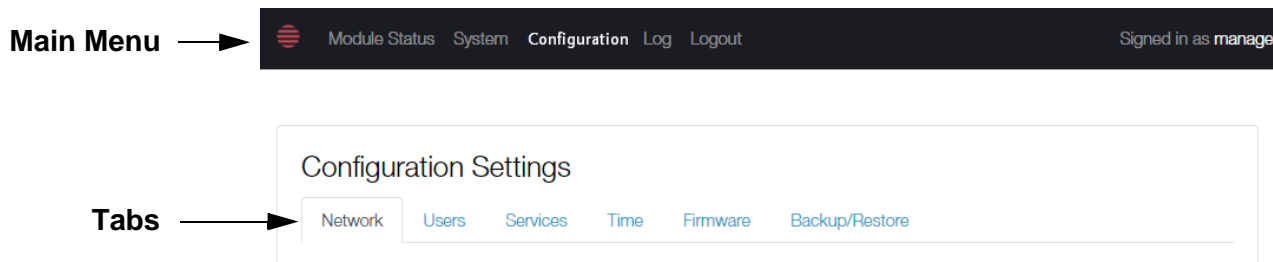 Main Menu
Module Status System Configuration Log Logout Signed in as manage
Configuration Settings
Tabs
Network Users Services Time Firmware Backup/Restore